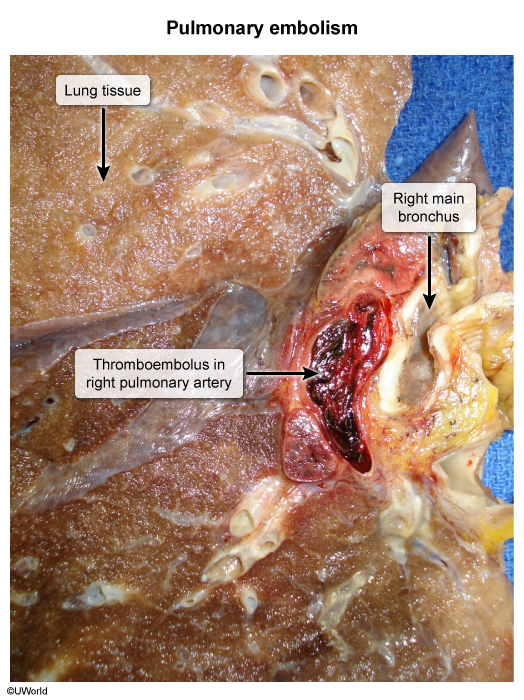 Pulmonary embolism
Lung tissue
Right main
bronchus
Thromboembolus in
right pulmonary artery
©UWorld